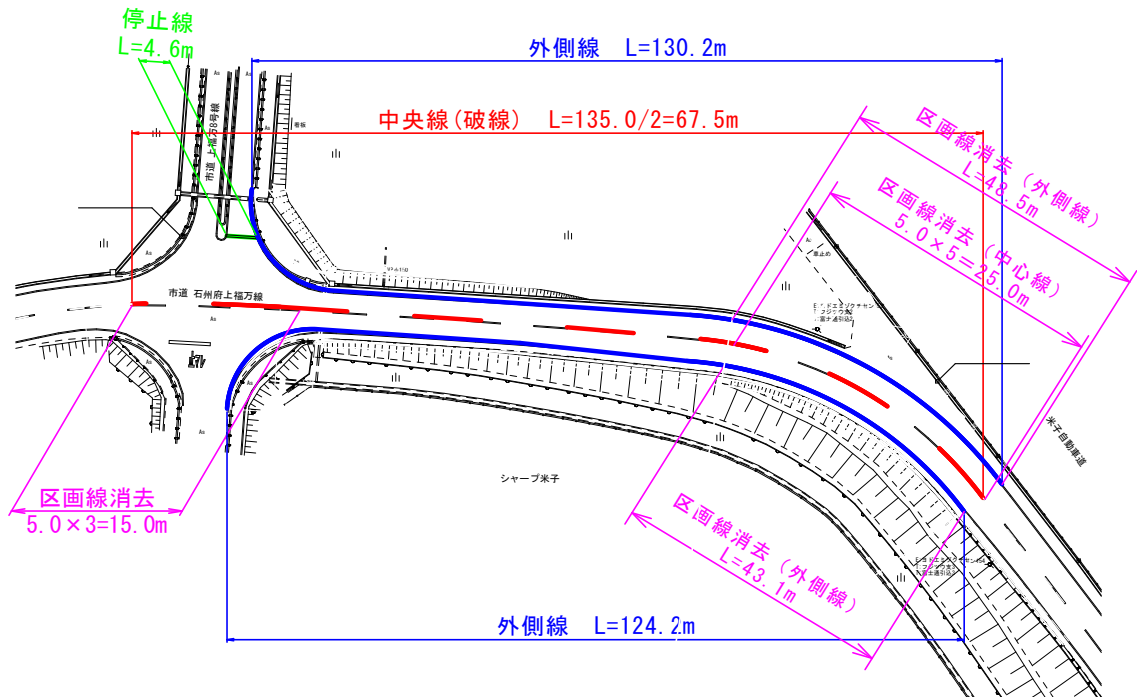 停止線
L=4.6m
外側線 L=130.2m
中央線(破線) L=135.0/2=67.5m
区画線消去（外側線）
L=48.5m
区画線消去（中心線）
5.0×5=25.0m
市道 上福万8号線
看板
市道 石州府上福万線
車止め
米子自動車道
シャープ米子
区画線消去
5.0×3=15.0m
区画線消去（外側線）
L=43.1m
外側線 L=124.2m